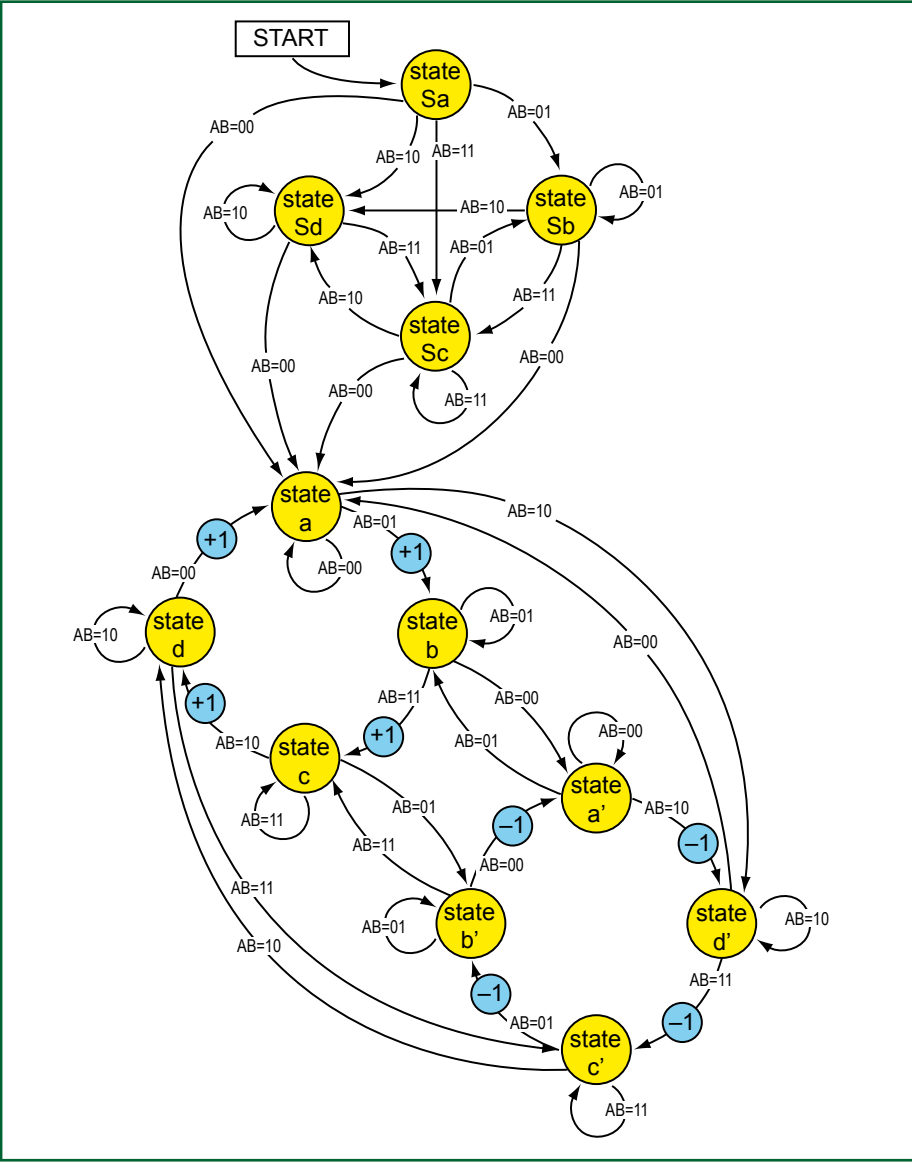 START
state
Sa
AB=00
AB=01
AB=10
AB=11
state
Sd
AB=10
AB=10
state
Sb
AB=01
AB=11
AB=01
AB=10
AB=11
state
Sc
AB=00
AB=00
AB=00
AB=11
state
a
AB=10
AB=01
+1
+1
AB=00
AB=00
state
d
AB=10
state
b
AB=01
AB=00
AB=00
AB=11
+1
+1
AB=01
AB=00
AB=10
state
c
state
a’
AB=10
AB=01
AB=11
–1
–1
AB=11
AB=00
AB=11
AB=01
state
b’
state
d’
AB=10
AB=10
AB=11
–1
–1
AB=01
state
c’
AB=11